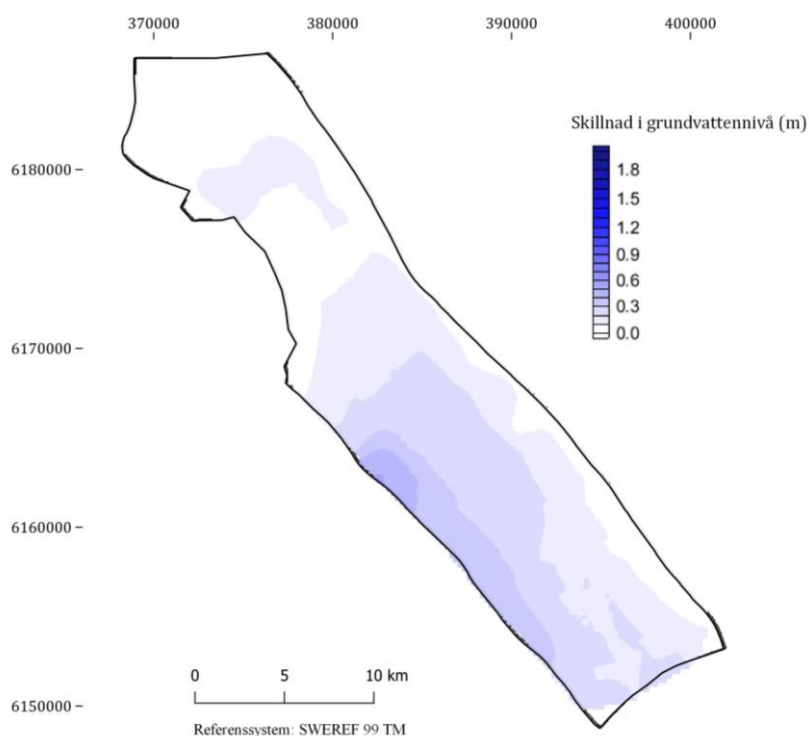 370000 380000 390000 400000
Skillnad i grundvattennivå (m)
6180000
1.8
1.5
1.2
0.9
0.6
0.3
0.0
6170000
6160000
0 5 10 km
6150000
Referenssystem: SWEREF 99 TM